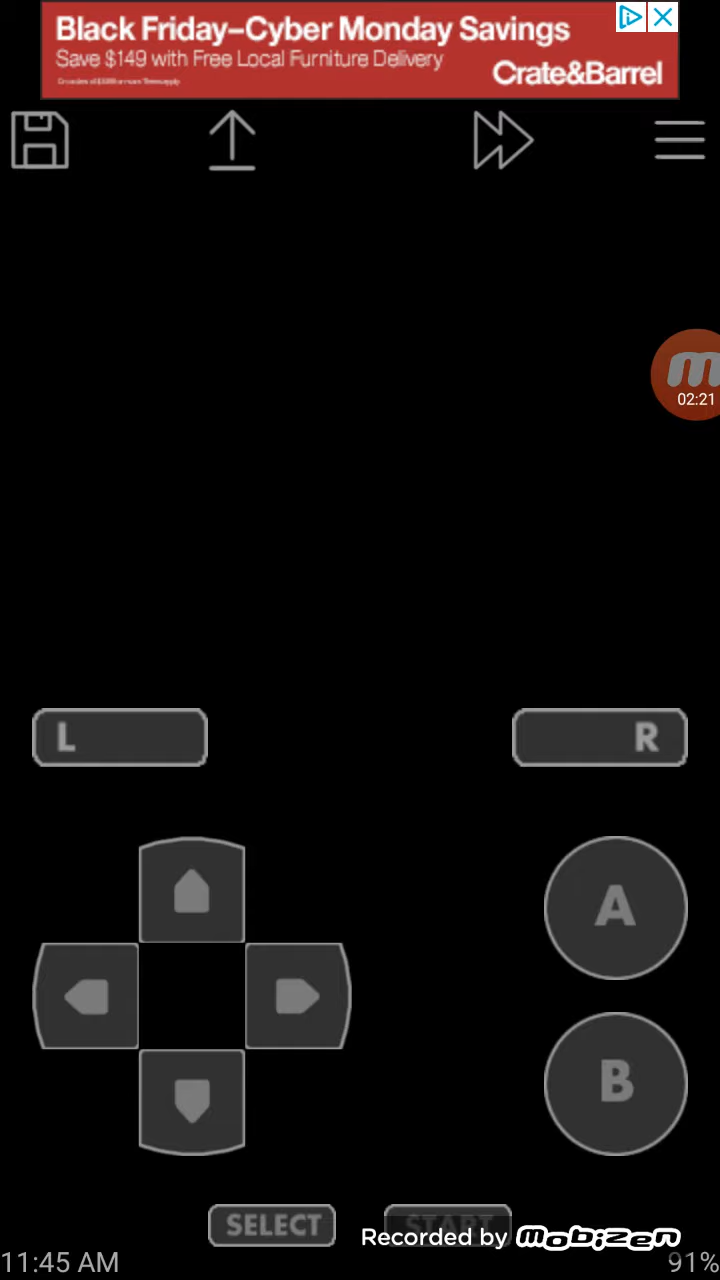 Black Friday–Cyber Monday Savings
Save $149 with Free Local Furniture Delivery
Crate&Barrel
m
02:21
L
R
A
B
SELECT
START
Recorded by mobizen
11:45 AM
91%